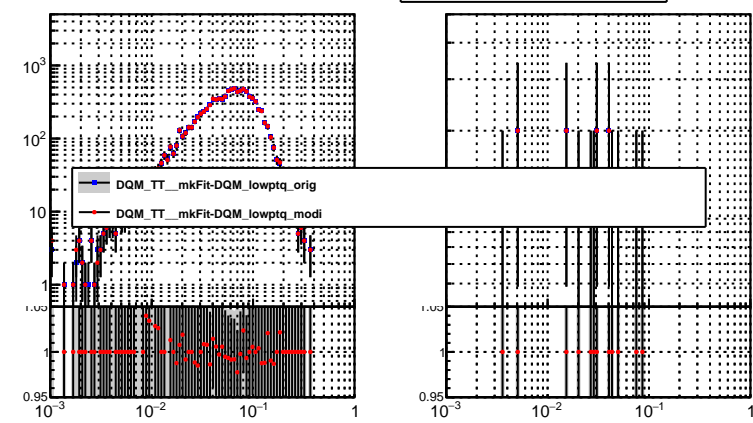 10³
10²
DQM_TT__mkFit-DQM_lowptq_orig
10
DQM_TT__mkFit-DQM_lowptq_modi
1
1.05 1.05
1 1
0.95 0.95
10⁻³ 10⁻² 10⁻¹ 1 10⁻³ 10⁻² 10⁻¹ 1